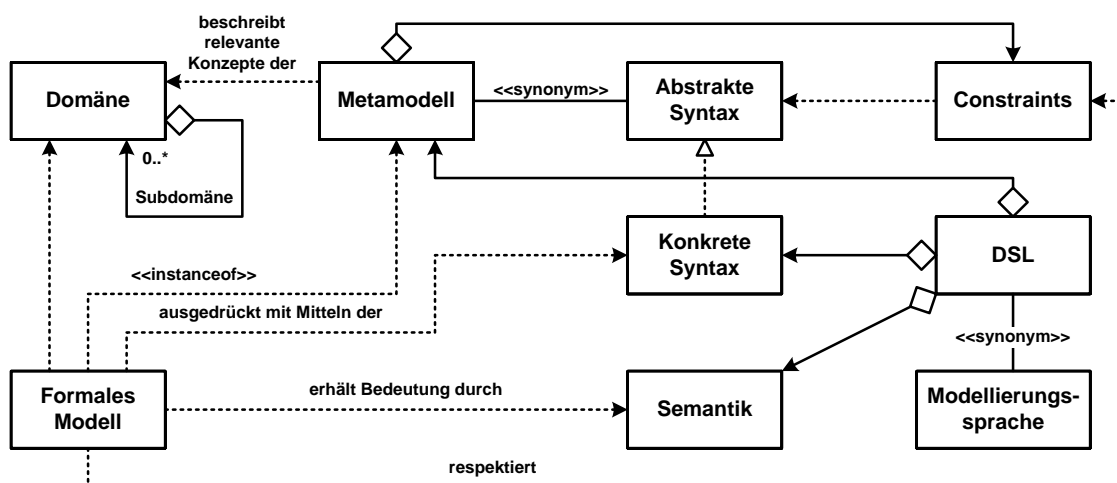 beschreibt
relevante
Konzepte der
Domäne
Metamodell
<<synonym>>
Abstrakte
Syntax
Constraints
0..*
Subdomäne
Konkrete
Syntax
DSL
<<instanceof>>
ausgedrückt mit Mitteln der
<<synonym>>
Formales
Modell
erhält Bedeutung durch
Semantik
Modellierungs-
sprache
respektiert